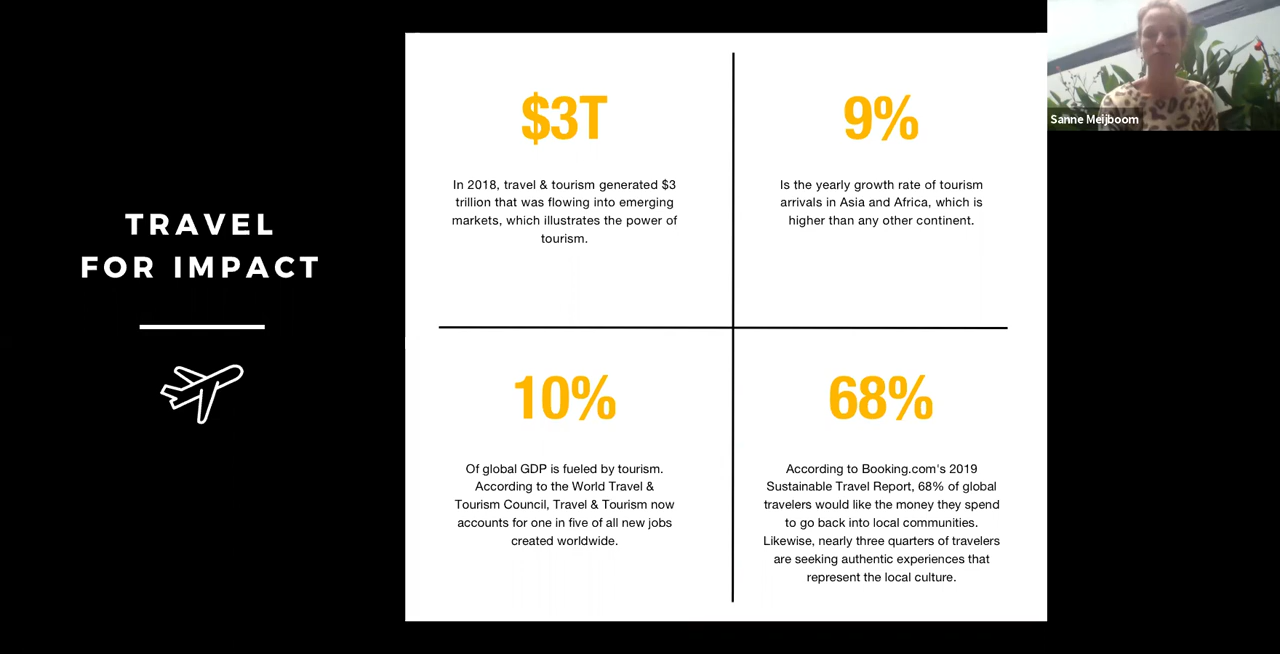 TRAVEL
FOR IMPACT
$3T
In 2018, travel & tourism generated $3
trillion that was flowing into emerging
markets, which illustrates the power of
tourism.
9%
Is the yearly growth rate of tourism
arrivals in Asia and Africa, which is
higher than any other continent.
10%
Of global GDP is fueled by tourism.
According to the World Travel &
Tourism Council, Travel & Tourism now
accounts for one in five of all new jobs
created worldwide.
68%
According to Booking.com's 2019
Sustainable Travel Report, 68% of global
travelers would like the money they spend
to go back into local communities.
Likewise, nearly three quarters of travelers
are seeking authentic experiences that
represent the local culture.
Sanne Meijboom